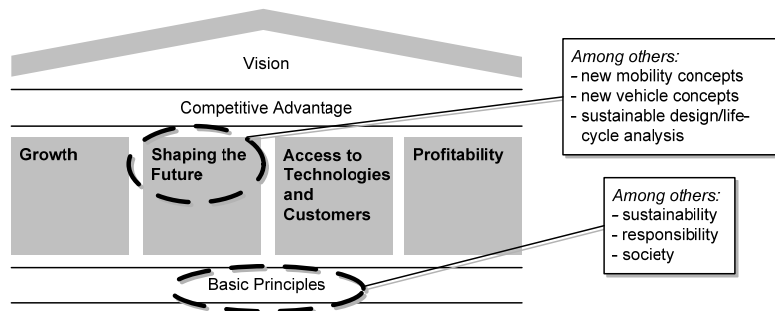 Vision
Competitive Advantage
Growth
Shaping the
Future
Access to
Technologies
and
Customers
Profitability
Basic Principles
Among others:
- new mobility concepts
- new vehicle concepts
- sustainable design/life-
cycle analysis
Among others:
- sustainability
- responsibility
- society